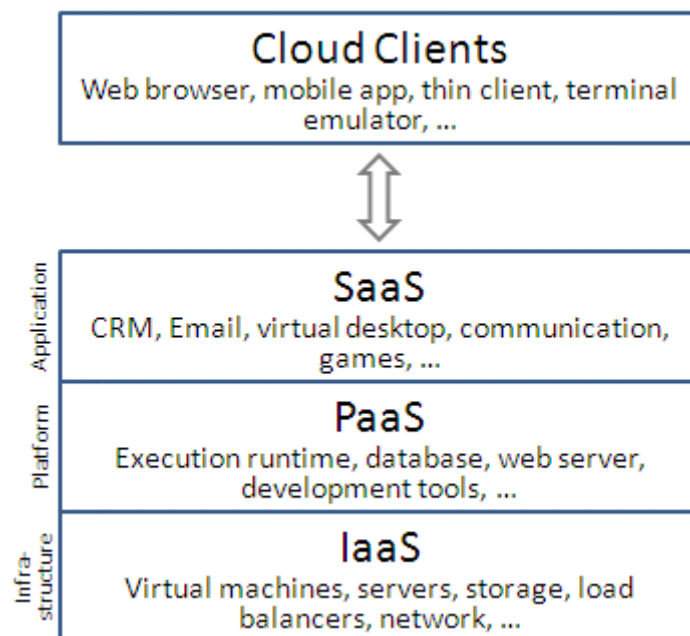 Cloud Clients
Web browser, mobile app, thin client, terminal
emulator, ...
Application
SaaS
CRM, Email, virtual desktop, communication,
games, ...
Platform
PaaS
Execution runtime, database, web server,
development tools, ...
Infra-
structure
IaaS
Virtual machines, servers, storage, load
balancers, network, ...